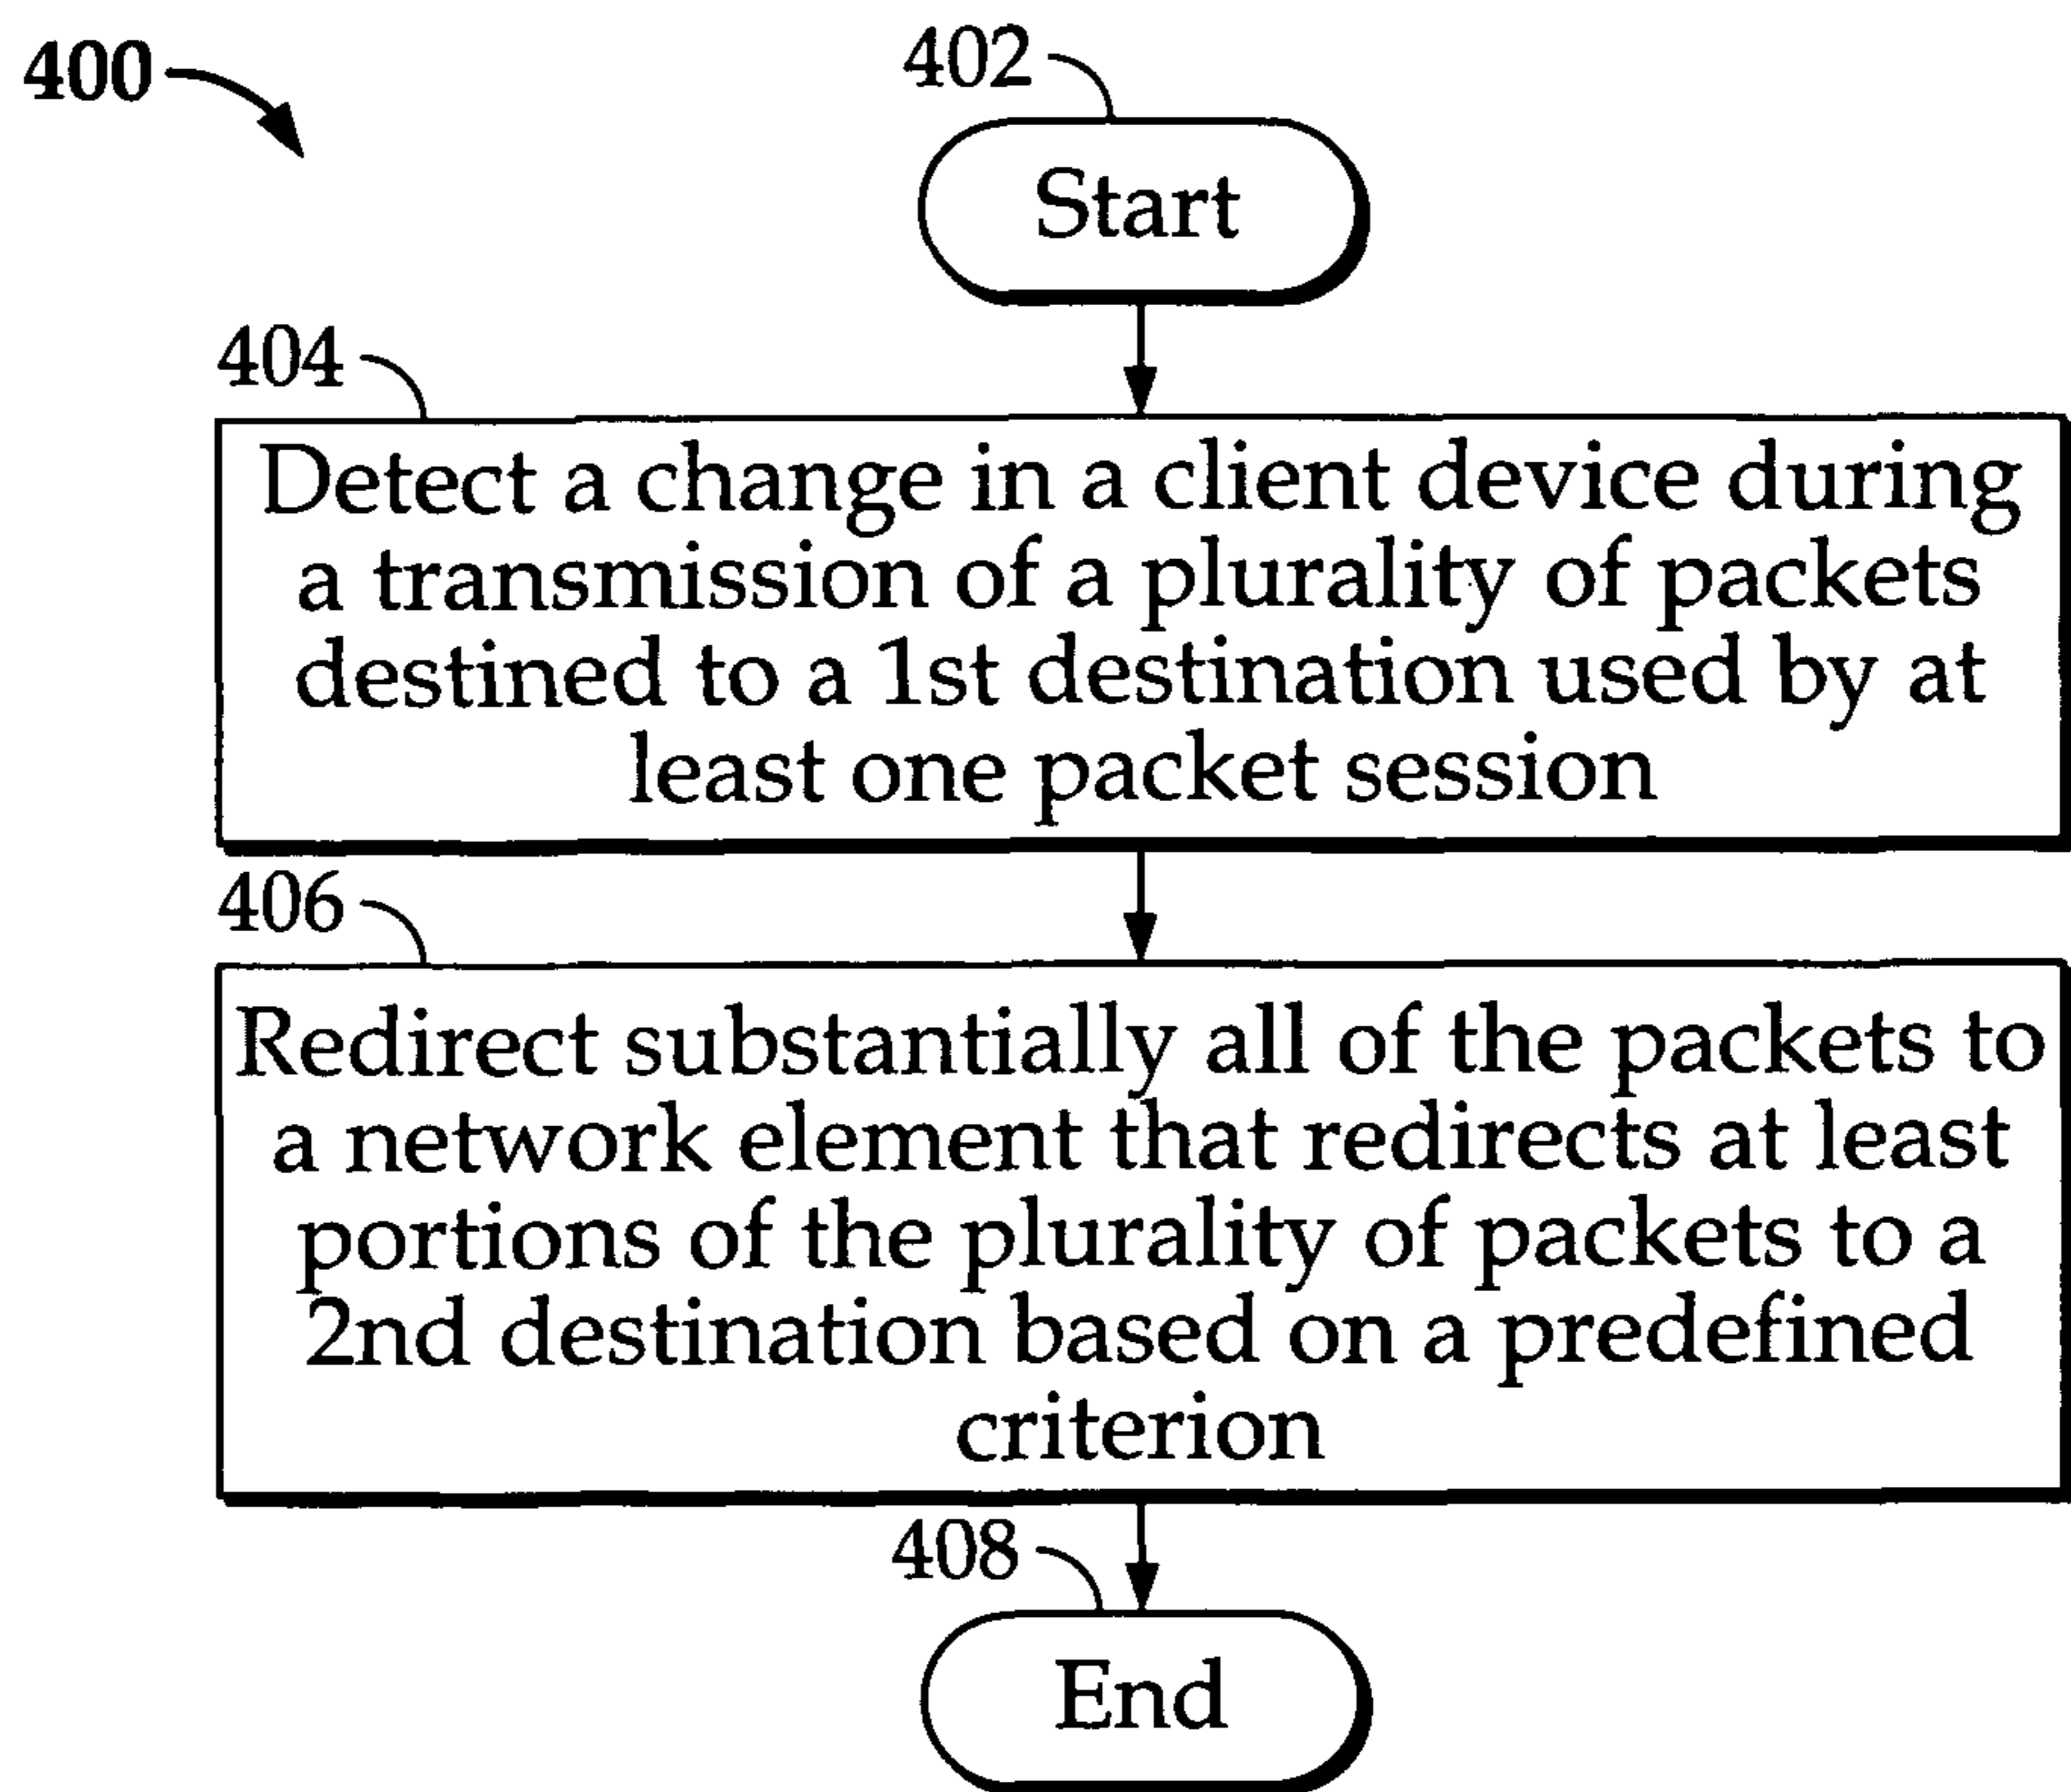 400
402
Start
404
Detect a change in a client device during
a transmission of a plurality of packets
destined to a 1st destination used by at
least one packet session
406
Redirect substantially all of the packets to
a network element that redirects at least
portions of the plurality of packets to a
2nd destination based on a predefined
criterion
408
End